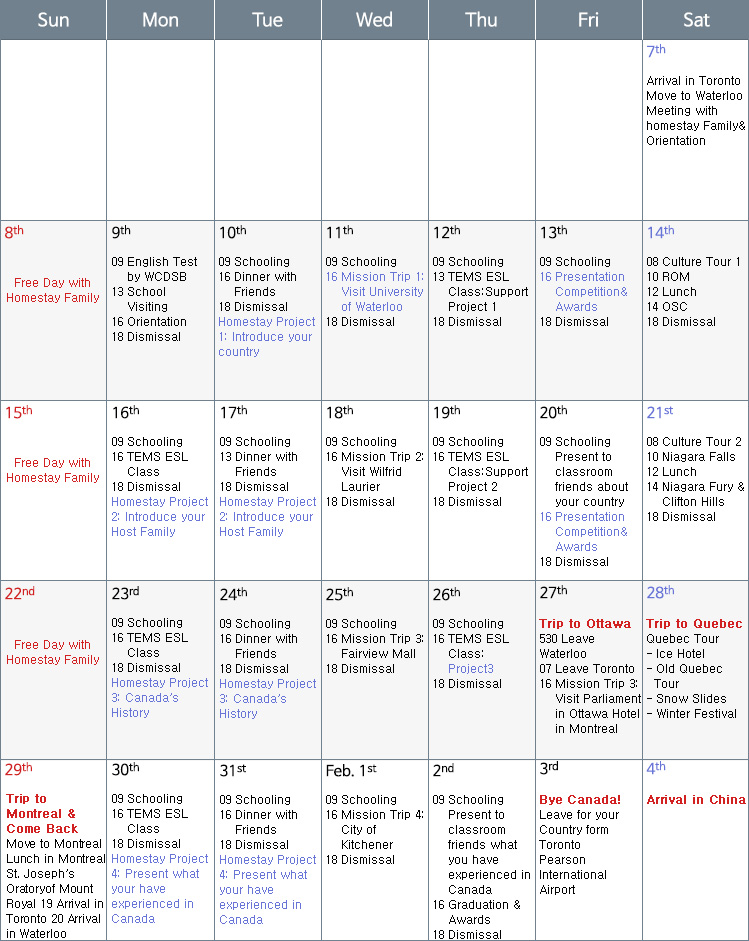 Sun Mon Tue Wed Thu Fri Sat
7th
Arrival in Toronto
Move to Waterloo
Meeting with
homestay Family&
Orientation
8th
Free Day with
Homestay Family
9th
09 English Test
by WCDSB
13 School
Visiting
16 Orientation
18 Dismissal
10th
09 Schooling
16 Dinner with
Friends
18 Dismissal
Homestay Project
1: Introduce your
country
11th
09 Schooling
16 Mission Trip 1:
Visit University
of Waterloo
18 Dismissal
12th
09 Schooling
13 TEMS ESL
Class:Support
Project 1
18 Dismissal
13th
09 Schooling
16 Presentation
Competition&
Awards
18 Dismissal
14th
08 Culture Tour 1
10 ROM
12 Lunch
14 OSC
18 Dismissal
15th
Free Day with
Homestay Family
16th
09 Schooling
16 TEMS ESL
Class
18 Dismissal
Homestay Project
2: Introduce your
Host Family
17th
09 Schooling
13 Dinner with
Friends
18 Dismissal
Homestay Project
2: Introduce your
Host Family
18th
09 Schooling
16 Mission Trip 2:
Visit Wilfrid
Laurier
18 Dismissal
19th
09 Schooling
16 TEMS ESL
Class:Support
Project 2
18 Dismissal
20th
09 Schooling
Present to
classroom
friends about
your country
16 Presentation
Competition&
Awards
18 Dismissal
21st
08 Culture Tour 2
10 Niagara Falls
12 Lunch
14 Niagara Fury &
Clifton Hills
18 Dismissal
22nd
Free Day with
Homestay Family
23rd
09 Schooling
16 TEMS ESL
Class
18 Dismissal
Homestay Project
3: Canada's
History
24th
09 Schooling
16 Dinner with
Friends
18 Dismissal
Homestay Project
3: Canada's
History
25th
09 Schooling
16 Mission Trip 3:
Fairview Mall
18 Dismissal
26th
09 Schooling
16 TEMS ESL
Class:
Project3
18 Dismissal
27th
Trip to Ottawa
530 Leave
Waterloo
07 Leave Toronto
16 Mission Trip 3:
Visit Parliament
in Ottawa Hotel
in Montreal
28th
Trip to Quebec
Quebec Tour
- Ice Hotel
- Old Quebec
Tour
- Snow Slides
- Winter Festival
29th
Trip to
Montreal &
Come Back
Move to Montreal
Lunch in Montreal
St. Joseph's
Oratoryof Mount
Royal 19 Arrival in
Toronto 20 Arrival
in Waterloo
30th
09 Schooling
16 TEMS ESL
Class
18 Dismissal
Homestay Project
4: Present what
your have
experienced in
Canada
31st
09 Schooling
16 Dinner with
Friends
18 Dismissal
Homestay Project
4: Present what
your have
experienced in
Canada
Feb. 1st
09 Schooling
16 Mission Trip 4:
City of
Kitchener
18 Dismissal
2nd
09 Schooling
Present to
classroom
friends what
you have
experienced in
Canada
16 Graduation &
Awards
18 Dismissal
3rd
Bye Canada!
Leave for your
Country form
Toronto
Pearson
International
Airport
4th
Arrival in China